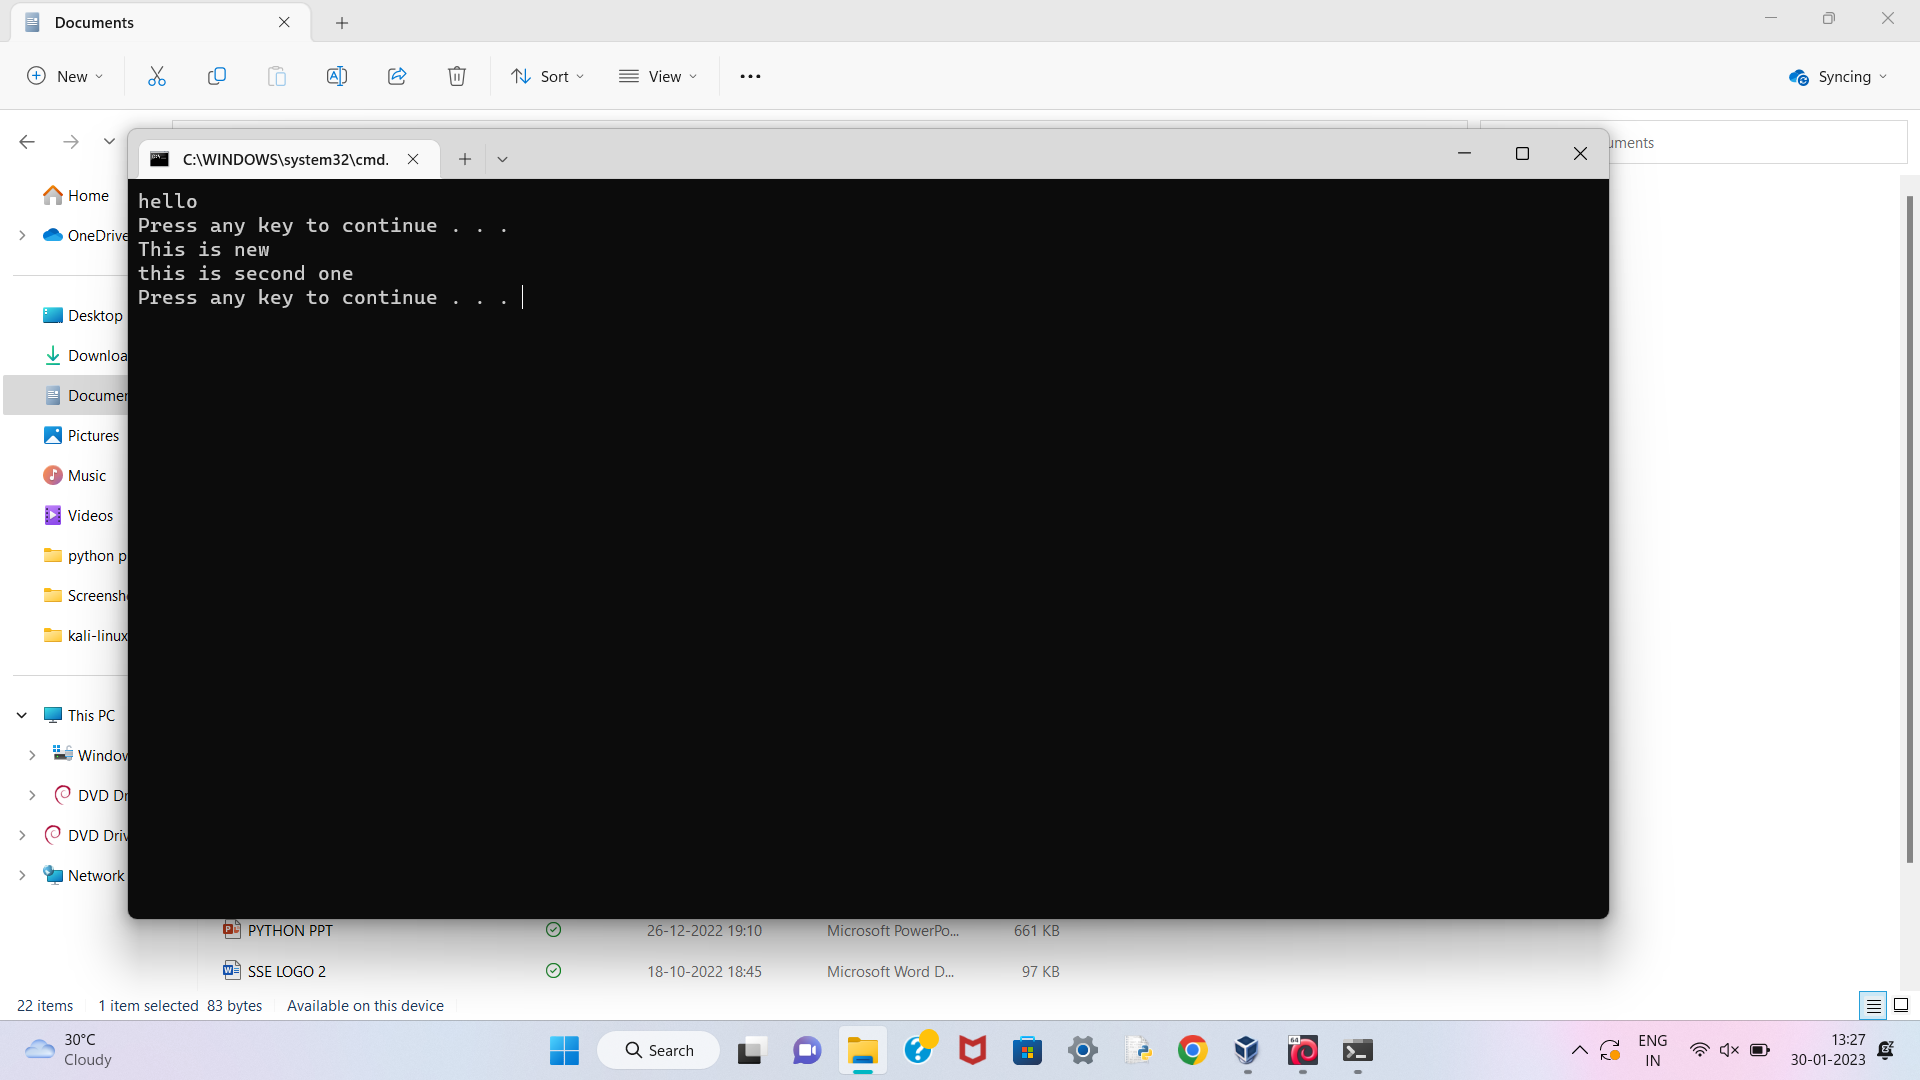 Documents
New
Sort
View
Syncing
uments
C:\WINDOWS\system32\cmd.
hello
Press any key to continue . . .
This is new
this is second one
Press any key to continue . . .
Home
OneDrive
Desktop
Downloa
Documen
Pictures
Music
Videos
python p
Screensh
kali-linux
This PC
Window
DVD Dr
DVD Driv
Network
PYTHON PPT 26-12-2022 19:10 Microsoft PowerPo... 661 KB
SSE LOGO 2 18-10-2022 18:45 Microsoft Word D... 97 KB
22 items 1 item selected 83 bytes Available on this device
30°C
Cloudy
Search
64
ENG
IN
13:27
30-01-2023